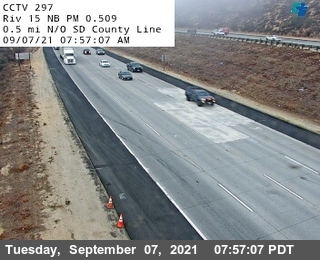 CCTV 297
Riv 15 NB PM 0.509
0.5 mi N/O SD County Line
09/07/21 07:57:07 AM
Tuesday, September 07, 2021 07:57:07 PDT